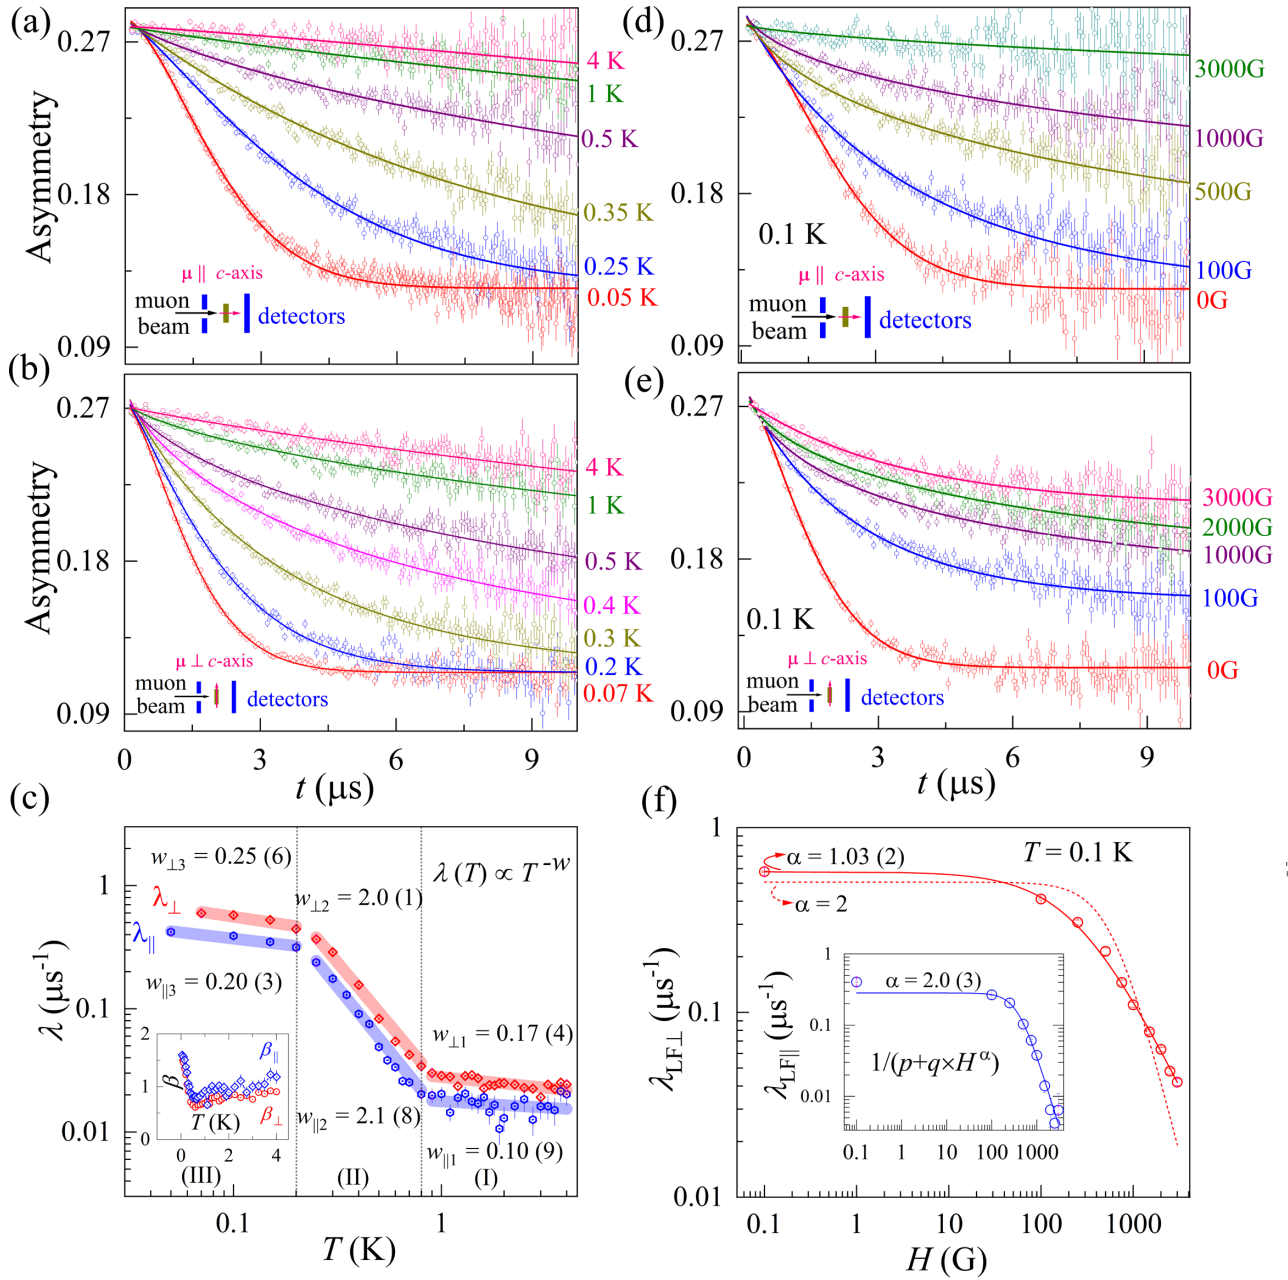 (a)
0.27
0.18
0.09
Asymmetry
4 K
1 K
0.5 K
0.35 K
0.25 K
0.05 K
μ || c-axis
muon
beam
detectors
(d)
0.27
0.18
0.09
3000G
1000G
500G
100G
0G
0.1 K
μ || c-axis
muon
beam
detectors
(b)
0.27
0.18
0.09
Asymmetry
4 K
1 K
0.5 K
0.4 K
0.3 K
0.2 K
0.07 K
μ ⊥ c-axis
muon
beam
detectors
0 3 6 9
t (μs)
(e)
0.27
0.18
0.09
3000G
2000G
1000G
100G
0G
0.1 K
μ ⊥ c-axis
muon
beam
detectors
0 3 6 9
t (μs)
(c)
w⊥3 = 0.25 (6)
λ (T) ∝ T^-w
w⊥2 = 2.0 (1)
λ⊥
λ||
w||3 = 0.20 (3)
w⊥1 = 0.17 (4)
w||2 = 2.1 (8)
w||1 = 0.10 (9)
1
0.1
0.01
λ (μs^-1)
2
1
0
β
β||
β⊥
T (K)
0 2 4
(III) (II) (I)
0.1 1
T (K)
(f)
1
0.1
0.01
λLF⊥ (μs^-1)
α = 1.03 (2)
T = 0.1 K
α = 2
α = 2.0 (3)
1/(p+q×H^α)
0.1
0.01
λLF|| (μs^-1)
0.1 1 10 100 1000
0.1 1 10 100 1000
H (G)